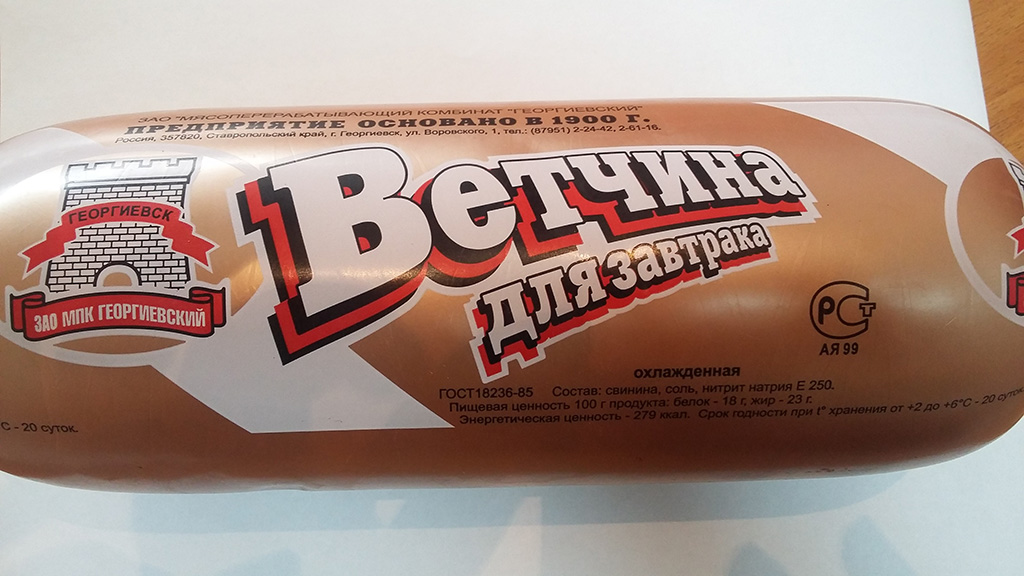 ЗАО "МЯСОПЕРЕРАБАТЫВАЮЩИЙ КОМБИНАТ "ГЕОРГИЕВСКИЙ"
ПРЕДПРИЯТИЕ ОСНОВАНО В 1900 Г.
Россия, 357820, Ставропольский край, г. Георгиевск, ул. Воровского, 1, тел.: (87951) 2-24-42, 2-61-16.
ГЕОРГИЕВСК
ЗАО МПК ГЕОРГИЕВСКИЙ
Ветчина
для завтрака
РСТ
АЯ 99
охлажденная
ГОСТ18236-85 Состав: свинина, соль, нитрит натрия Е 250.
Пищевая ценность 100 г продукта: белок - 18 г, жир - 23 г.
Энергетическая ценность - 279 ккал. Срок годности при t° хранения от +2 до +6°С - 20 суток
С - 20 суток.